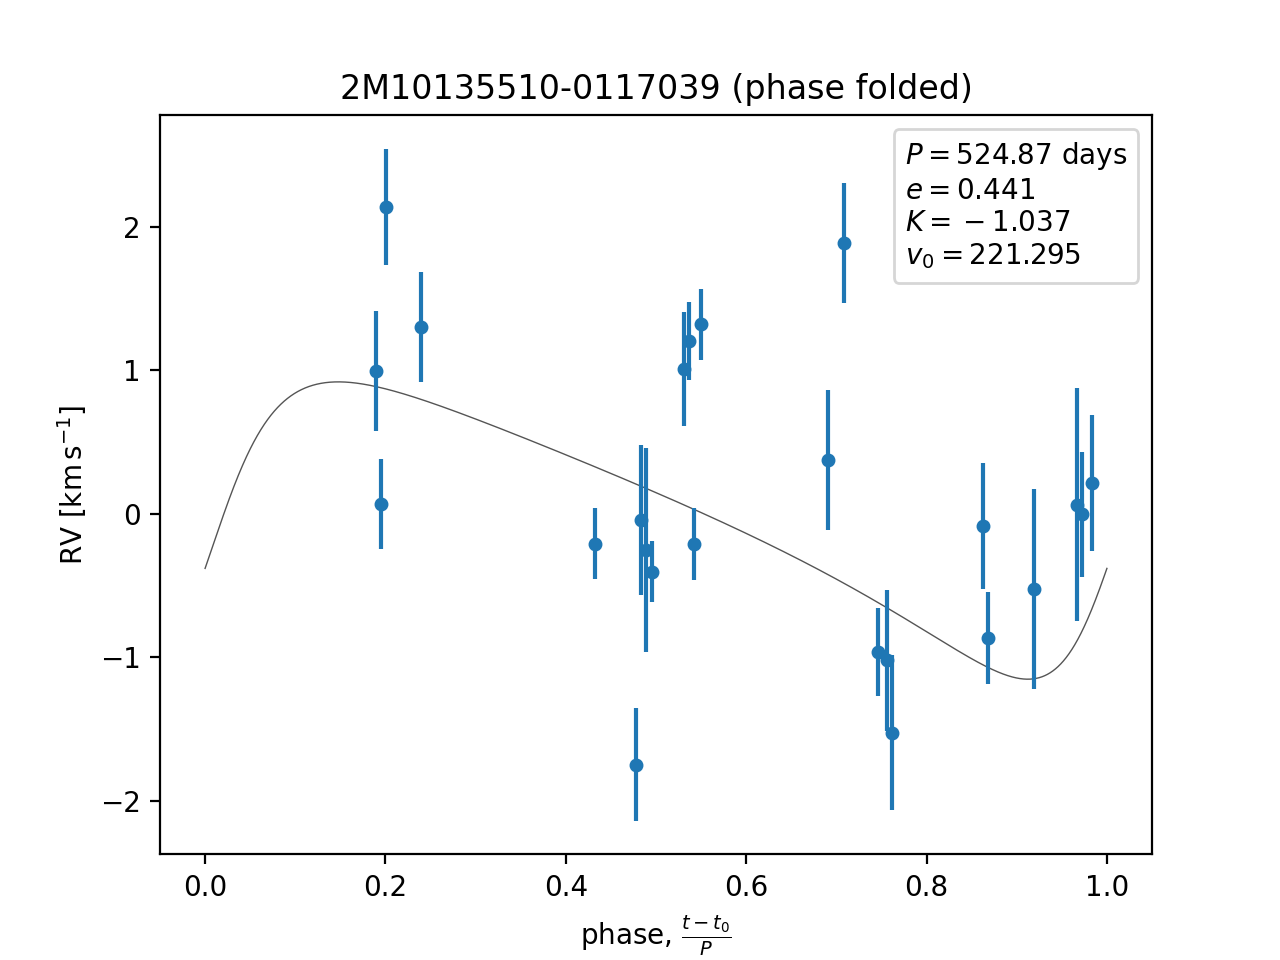 2M10135510-0117039 (phase folded)
P = 524.87 days
e = 0.441
K = −1.037
v₀ = 221.295
2
1
0
−1
−2
RV [km s⁻¹]
0.0 0.2 0.4 0.6 0.8 1.0
phase, (t − t₀)/P